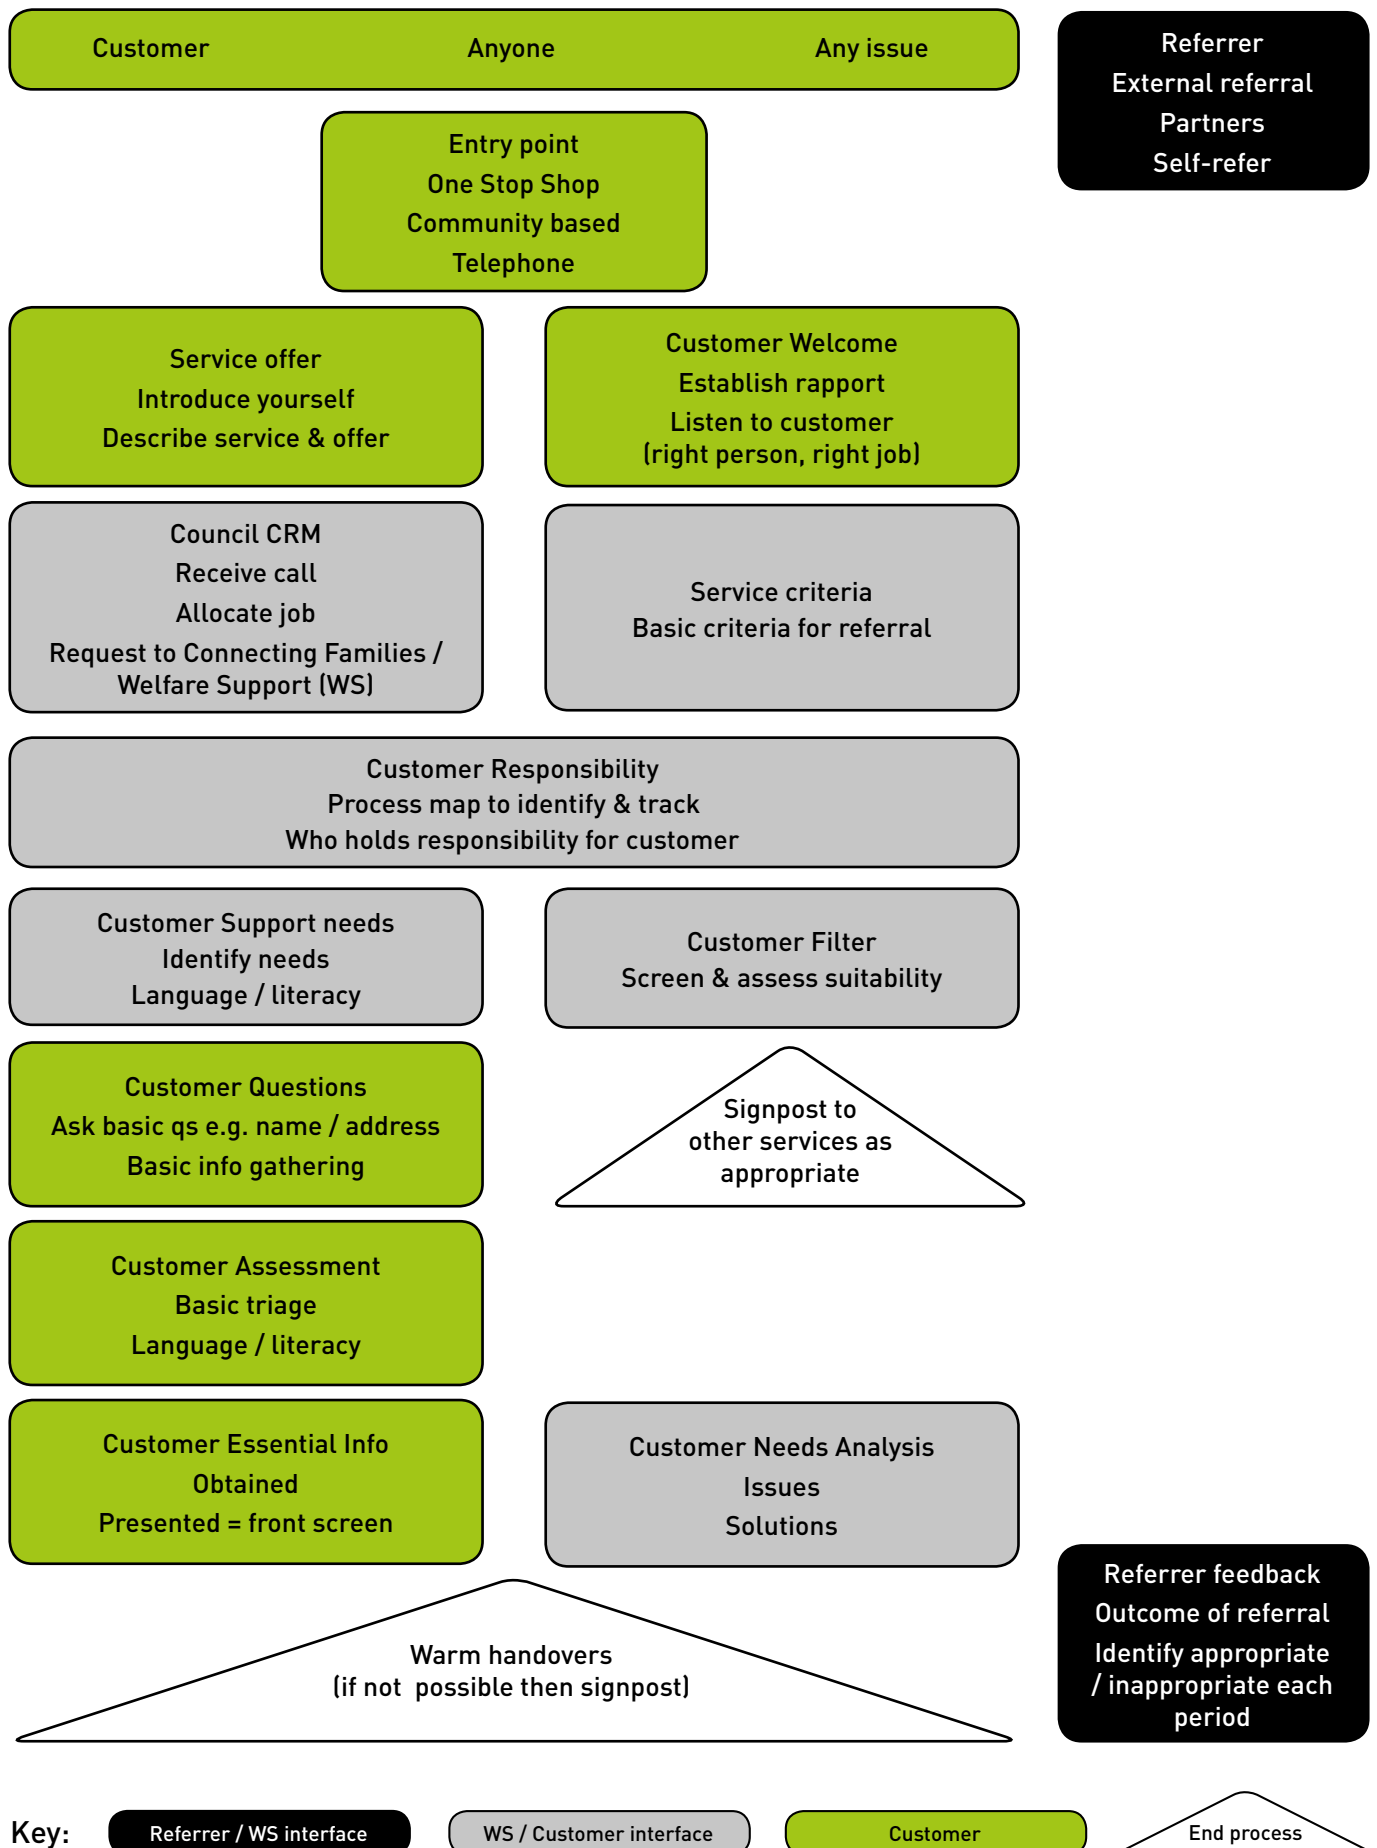 Customer Anyone Any issue
Referrer
External referral
Partners
Self-refer
Entry point
One Stop Shop
Community based
Telephone
Service offer
Introduce yourself
Describe service & offer
Customer Welcome
Establish rapport
Listen to customer
(right person, right job)
Council CRM
Receive call
Allocate job
Request to Connecting Families /
Welfare Support (WS)
Service criteria
Basic criteria for referral
Customer Responsibility
Process map to identify & track
Who holds responsibility for customer
Customer Support needs
Identify needs
Language / literacy
Customer Filter
Screen & assess suitability
Customer Questions
Ask basic qs e.g. name / address
Basic info gathering
Signpost to
other services as
appropriate
Customer Assessment
Basic triage
Language / literacy
Customer Essential Info
Obtained
Presented = front screen
Customer Needs Analysis
Issues
Solutions
Warm handovers
(if not possible then signpost)
Referrer feedback
Outcome of referral
Identify appropriate
/ inappropriate each
period
Key:
Referrer / WS interface
WS / Customer interface
Customer
End process